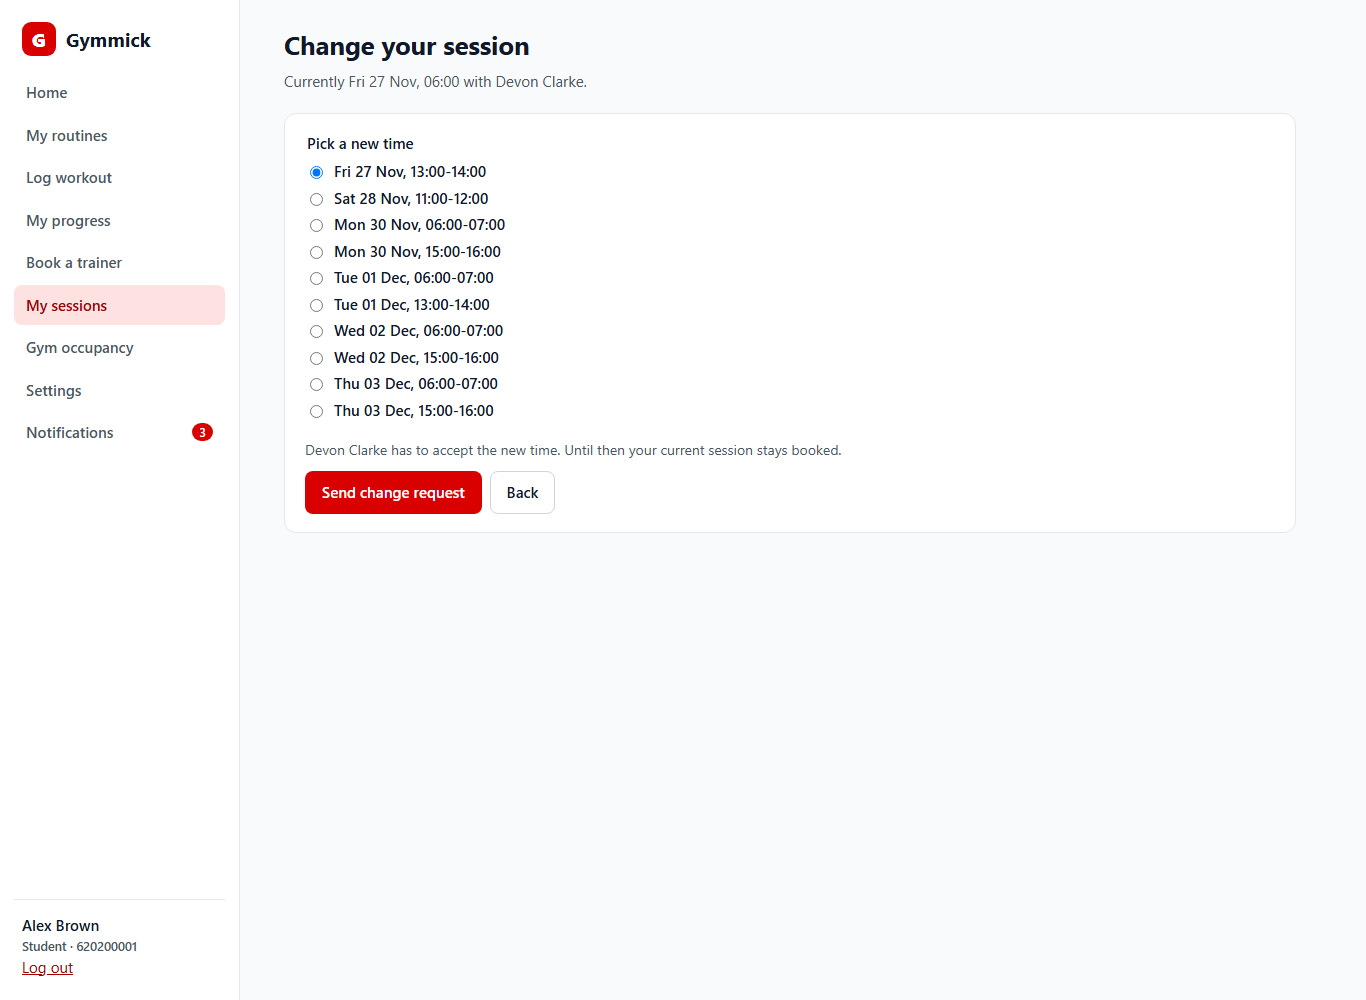 G Gymmick
Home
My routines
Log workout
My progress
Book a trainer
My sessions
Gym occupancy
Settings
Notifications 3
Alex Brown
Student · 620200001
Log out
Change your session
Currently Fri 27 Nov, 06:00 with Devon Clarke.
Pick a new time
Fri 27 Nov, 13:00-14:00
Sat 28 Nov, 11:00-12:00
Mon 30 Nov, 06:00-07:00
Mon 30 Nov, 15:00-16:00
Tue 01 Dec, 06:00-07:00
Tue 01 Dec, 13:00-14:00
Wed 02 Dec, 06:00-07:00
Wed 02 Dec, 15:00-16:00
Thu 03 Dec, 06:00-07:00
Thu 03 Dec, 15:00-16:00
Devon Clarke has to accept the new time. Until then your current session stays booked.
Send change request Back